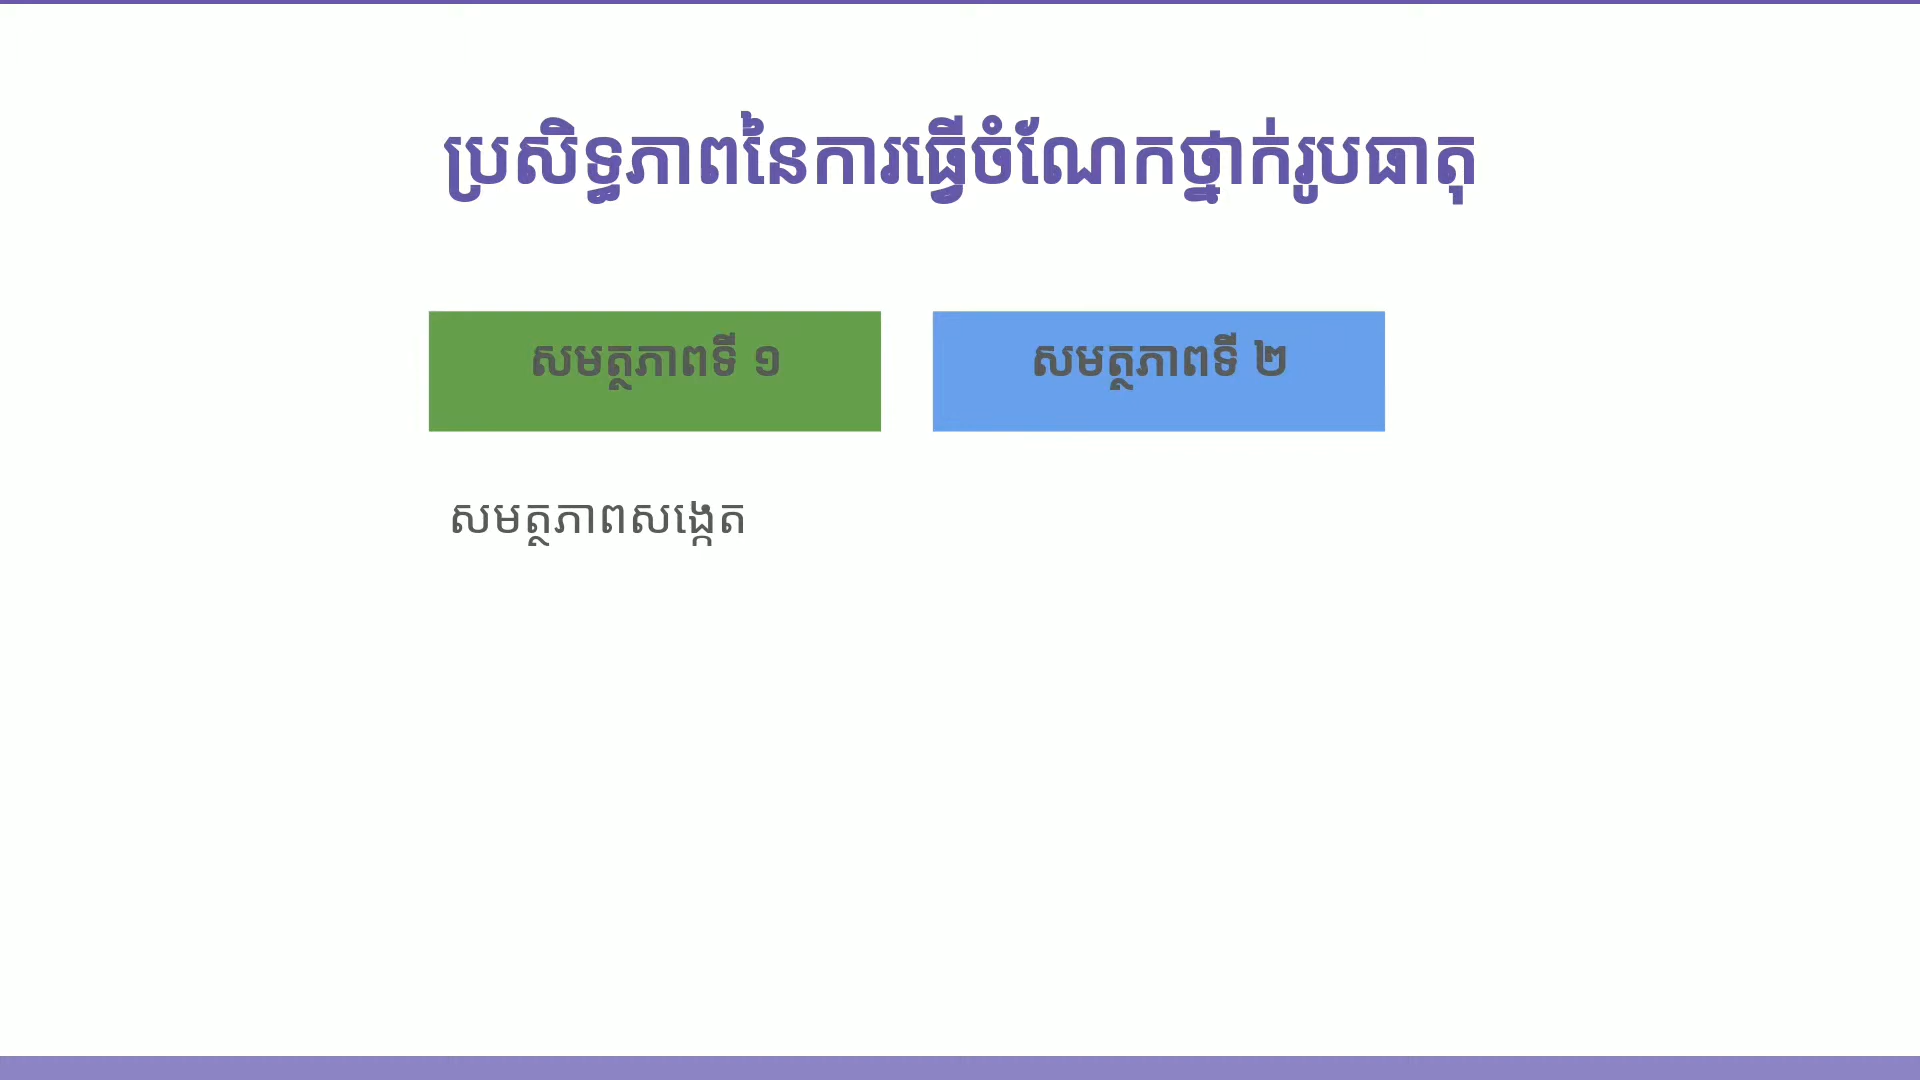 ប្រសិទ្ធភាពនៃការធ្វើចំណែកថ្នាក់រូបធាតុ
សមត្ថភាពទី ១
សមត្ថភាពទី ២
សមត្ថភាពសង្កេត